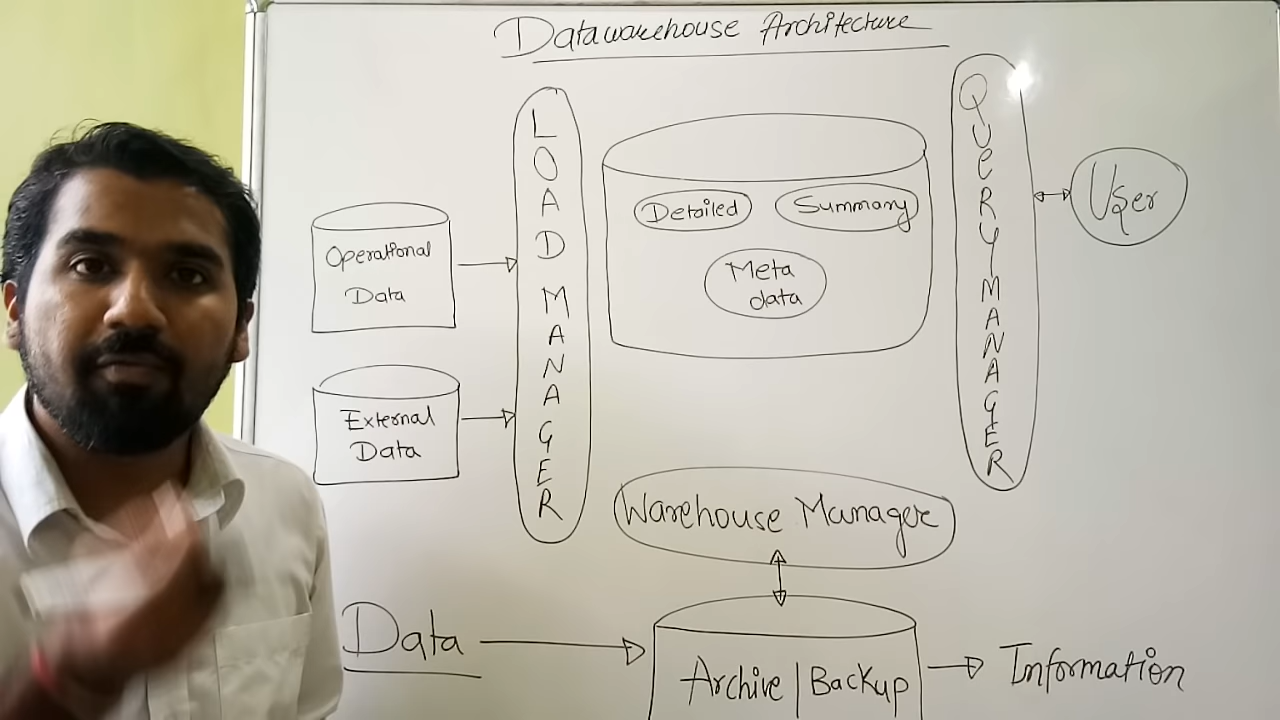 Datawarehouse Architecture
Operational
Data
External
Data
LOAD MANAGER
Detailed
Summary
Meta
data
Warehouse Manager
QUERY MANAGER
User
Data
Archive | Backup
Information